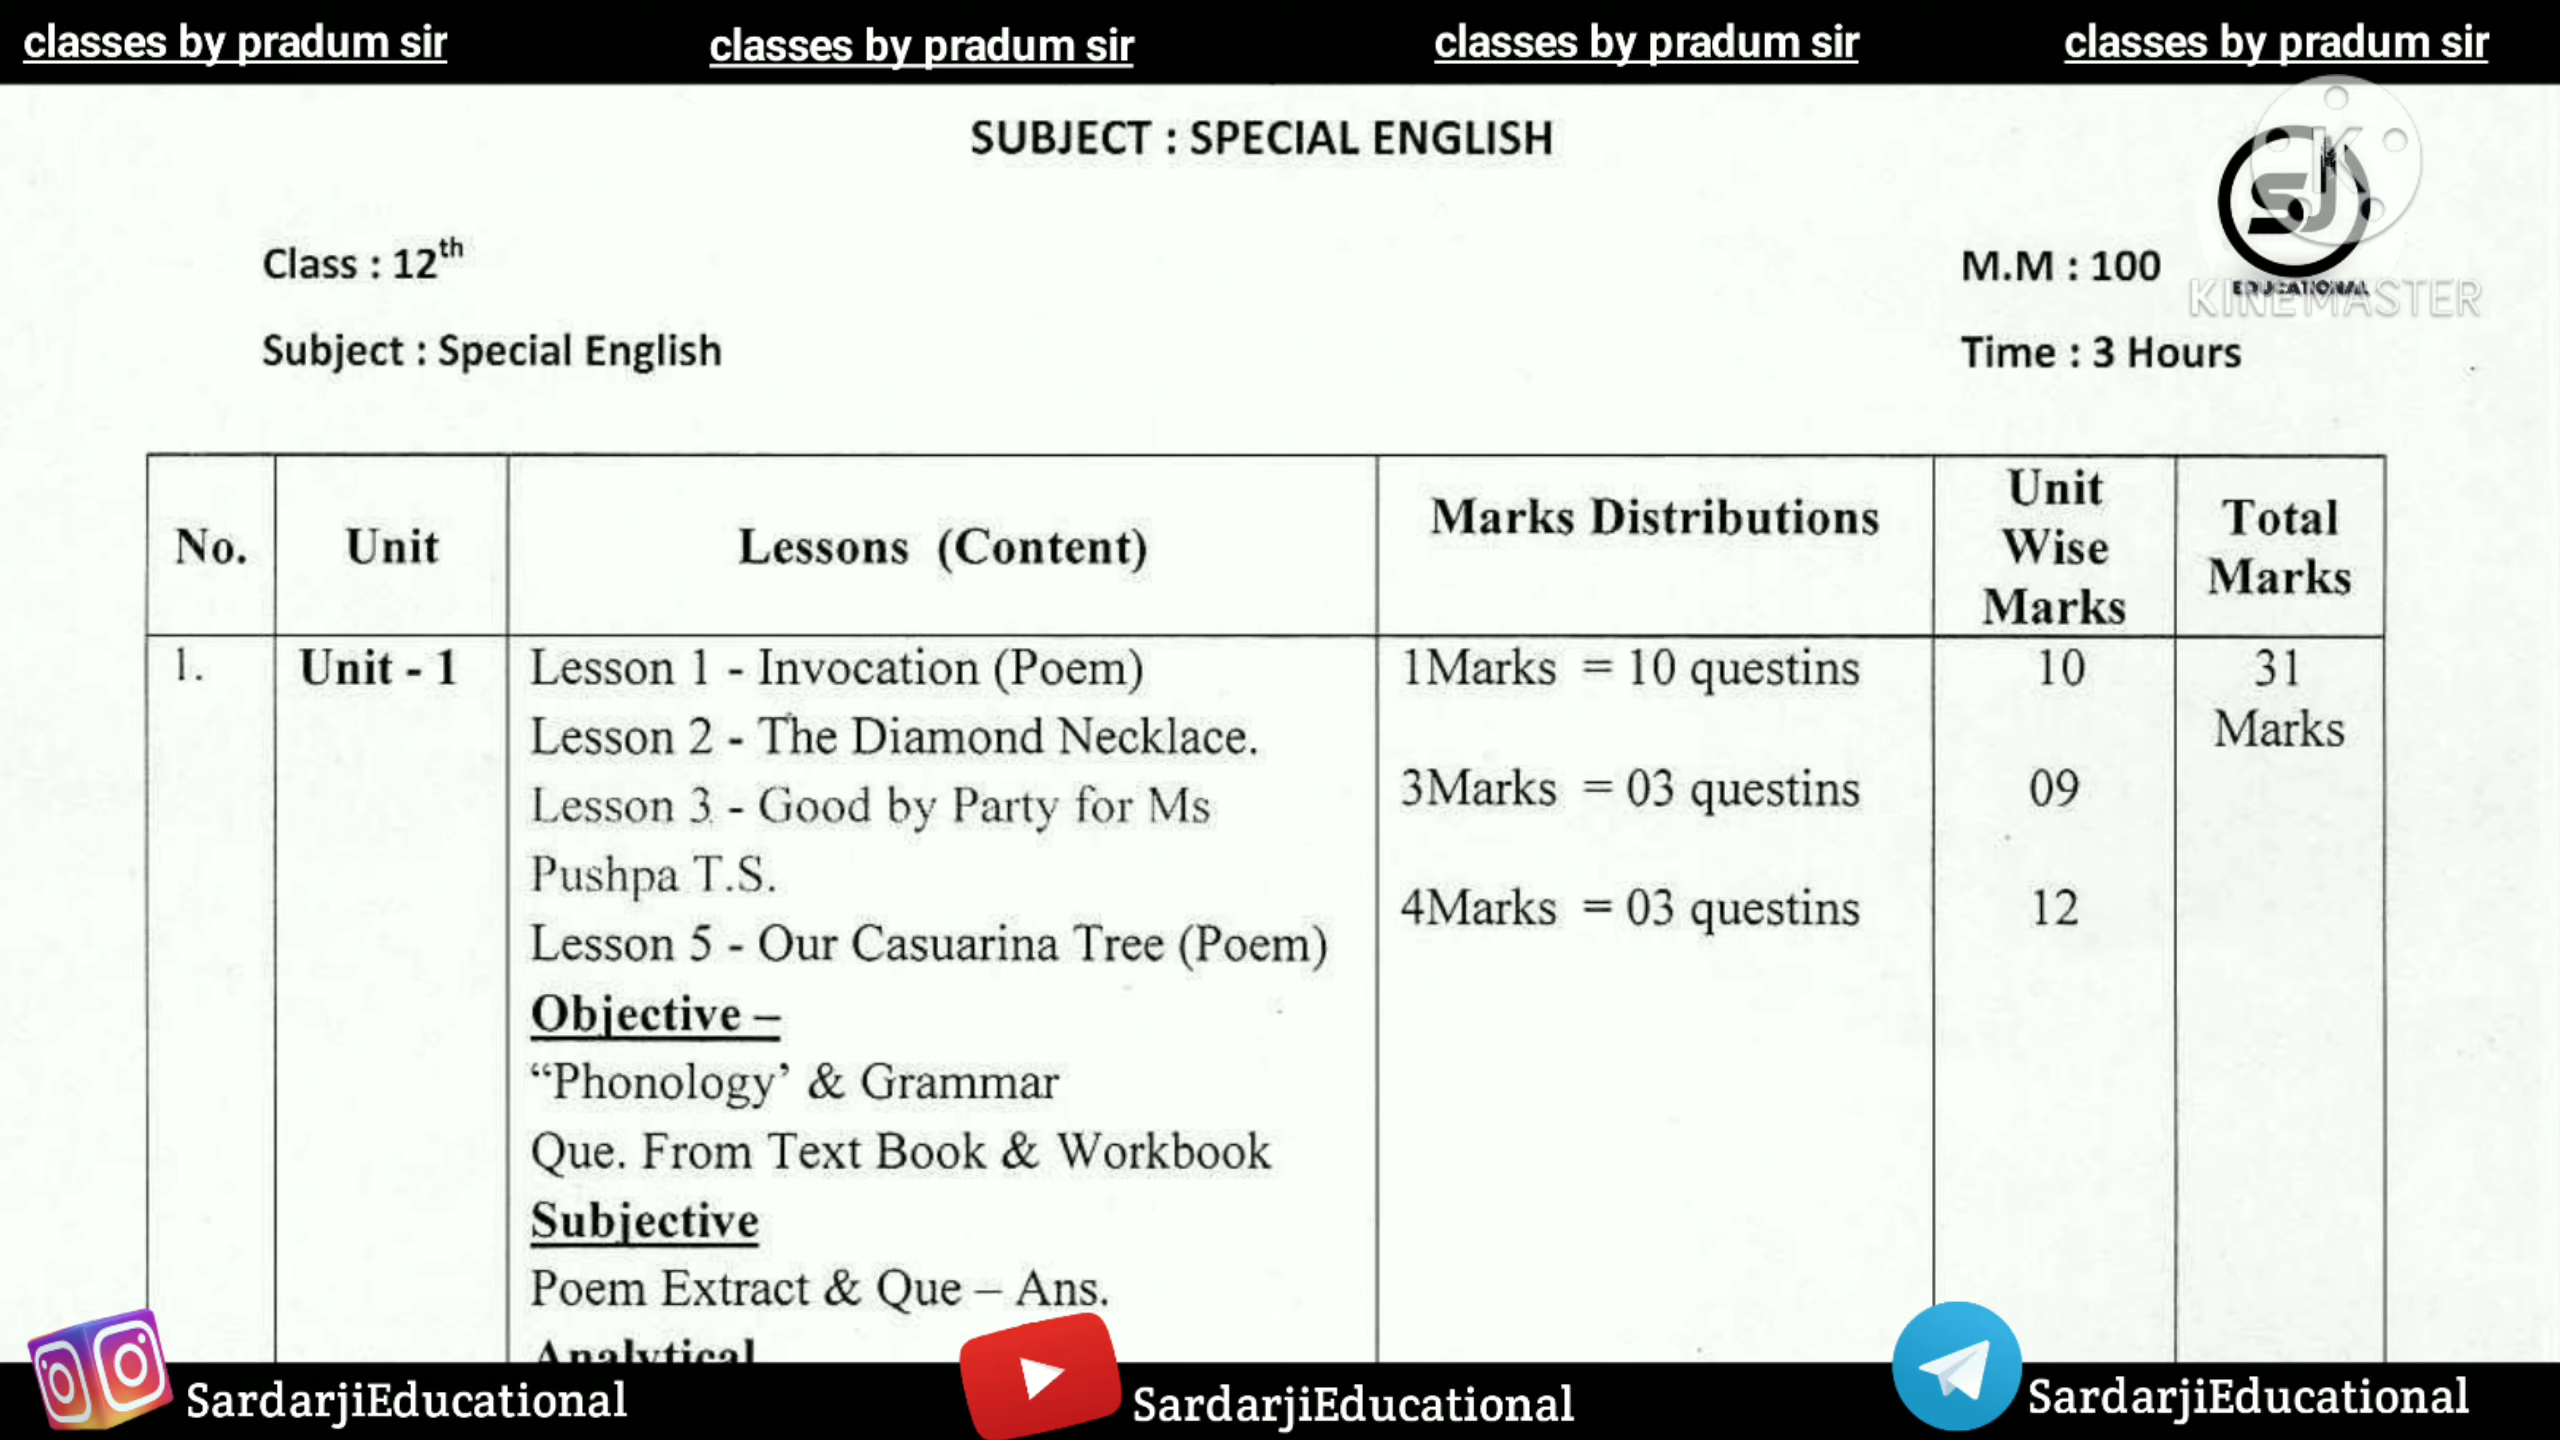 classes by pradum sir classes by pradum sir classes by pradum sir classes by pradum sir
SUBJECT : SPECIAL ENGLISH
Class : 12th
M.M : 100
SJ
K
EDUCATIONAL
KINEMASTER
Subject : Special English
Time : 3 Hours
No.
Unit
Lessons (Content)
Marks Distributions
Unit
Wise
Marks
Total
Marks
1.
Unit - 1
Lesson 1 - Invocation (Poem)
Lesson 2 - The Diamond Necklace.
Lesson 3 - Good by Party for Ms
Pushpa T.S.
Lesson 5 - Our Casuarina Tree (Poem)
Objective –
“Phonology’ & Grammar
Que. From Text Book & Workbook
Subjective
Poem Extract & Que – Ans.
Analytical
1Marks = 10 questins
3Marks = 03 questins
4Marks = 03 questins
10
09
12
31
Marks
SardarjiEducational
SardarjiEducational
SardarjiEducational